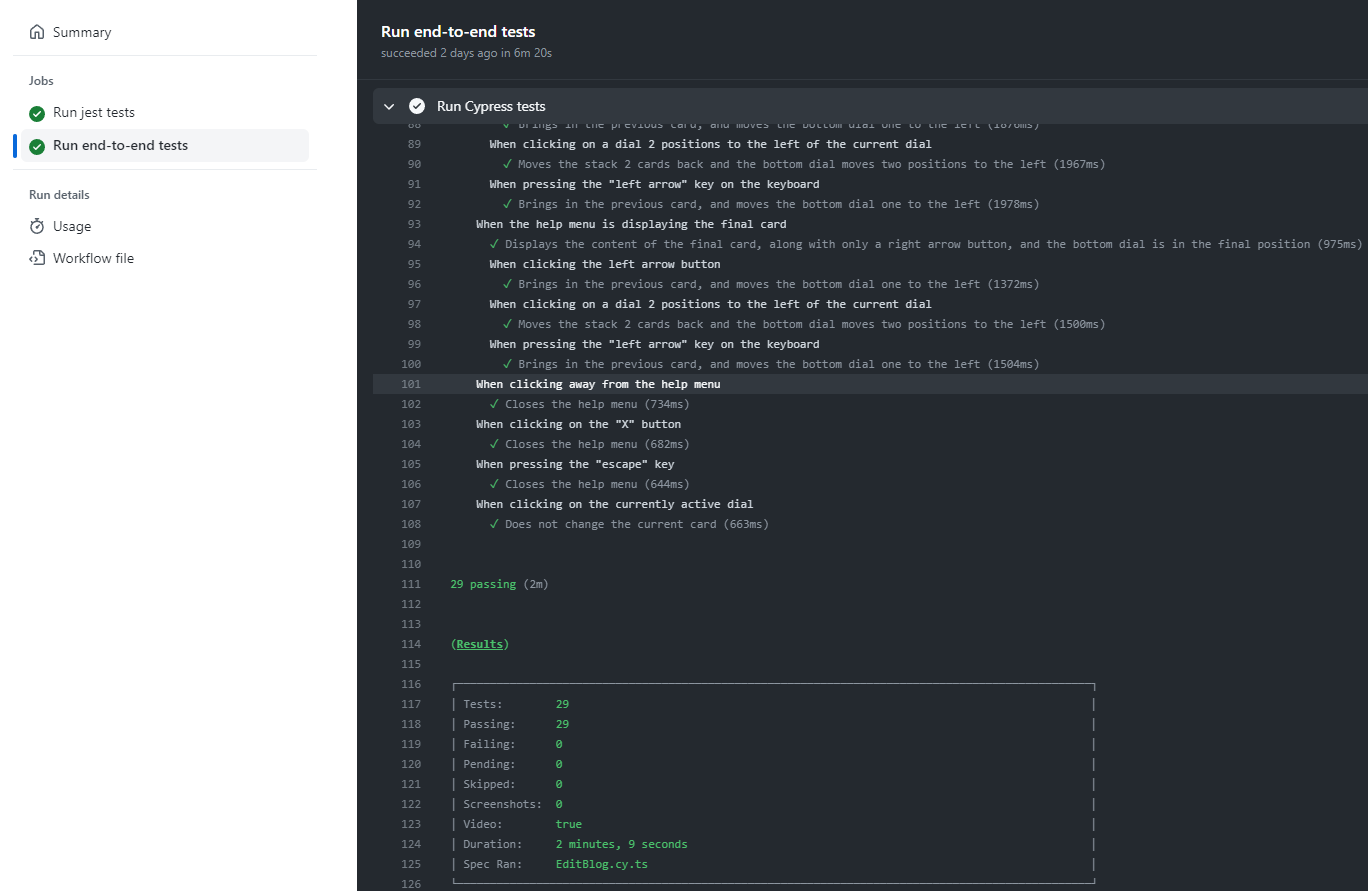 Summary
Jobs
Run jest tests
Run end-to-end tests
Run details
Usage
Workflow file
Run end-to-end tests
succeeded 2 days ago in 6m 20s
Run Cypress tests
88 ✓ Brings in the previous card, and moves the bottom dial one to the left (1876ms)
89 When clicking on a dial 2 positions to the left of the current dial
90 ✓ Moves the stack 2 cards back and the bottom dial moves two positions to the left (1967ms)
91 When pressing the "left arrow" key on the keyboard
92 ✓ Brings in the previous card, and moves the bottom dial one to the left (1978ms)
93 When the help menu is displaying the final card
94 ✓ Displays the content of the final card, along with only a right arrow button, and the bottom dial is in the final position (975ms)
95 When clicking the left arrow button
96 ✓ Brings in the previous card, and moves the bottom dial one to the left (1372ms)
97 When clicking on a dial 2 positions to the left of the current dial
98 ✓ Moves the stack 2 cards back and the bottom dial moves two positions to the left (1500ms)
99 When pressing the "left arrow" key on the keyboard
100 ✓ Brings in the previous card, and moves the bottom dial one to the left (1504ms)
101 When clicking away from the help menu
102 ✓ Closes the help menu (734ms)
103 When clicking on the "X" button
104 ✓ Closes the help menu (682ms)
105 When pressing the "escape" key
106 ✓ Closes the help menu (644ms)
107 When clicking on the currently active dial
108 ✓ Does not change the current card (663ms)
109
110
111 29 passing (2m)
112
113
114 (Results)
115
116
117 Tests: 29
118 Passing: 29
119 Failing: 0
120 Pending: 0
121 Skipped: 0
122 Screenshots: 0
123 Video: true
124 Duration: 2 minutes, 9 seconds
125 Spec Ran: EditBlog.cy.ts
126